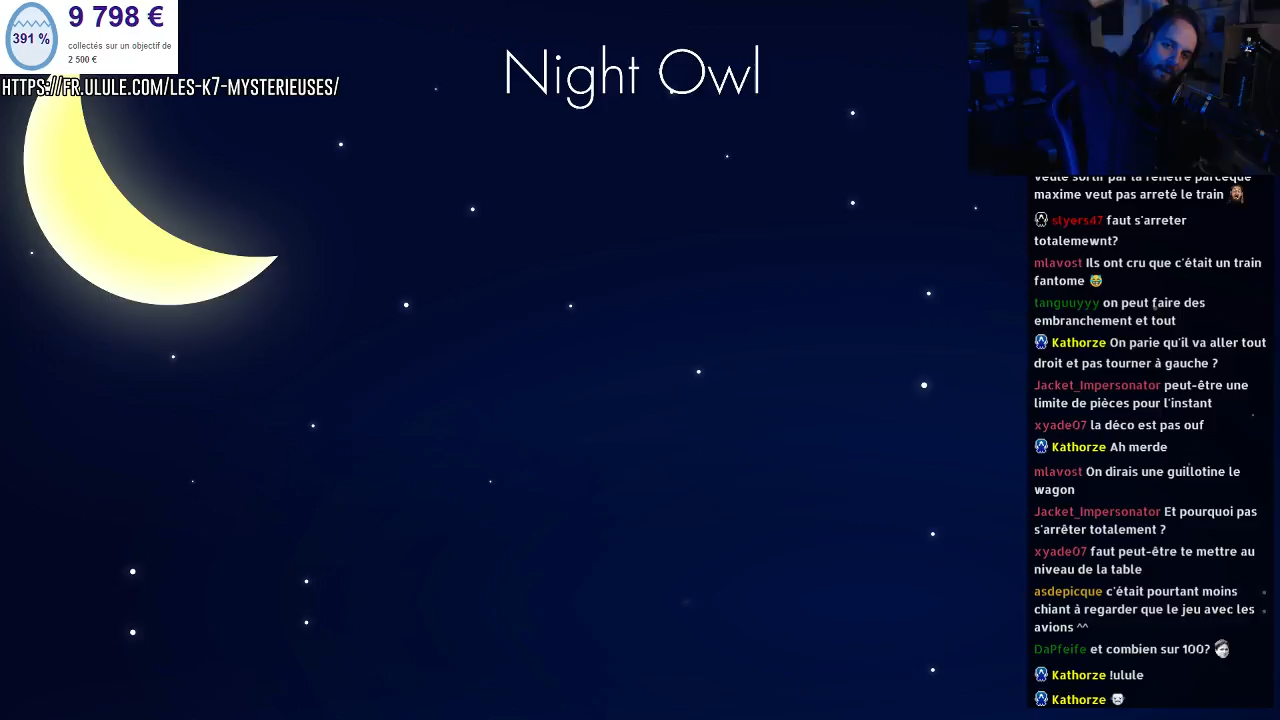 9 798 €
391 %
collectés sur un objectif de
2 500 €
HTTPS://FR.ULULE.COM/LES-K7-MYSTERIEUSES/
Night Owl
veule sortir par la fenetre parceque
maxime veut pas arreté le train
styers47 faut s'arreter
totalemewnt?
mlavost Ils ont cru que c'était un train
fantome
tanguuyyy on peut faire des
embranchement et tout
Kathorze On parie qu'il va aller tout
droit et pas tourner à gauche ?
Jacket_Impersonator peut-être une
limite de pièces pour l'instant
xyade07 la déco est pas ouf
Kathorze Ah merde
mlavost On dirais une guillotine le
wagon
Jacket_Impersonator Et pourquoi pas
s'arrêter totalement ?
xyade07 faut peut-être te mettre au
niveau de la table
asdepicque c'était pourtant moins
chiant à regarder que le jeu avec les
avions ^^
DaPfeife et combien sur 100?
Kathorze !ulule
Kathorze